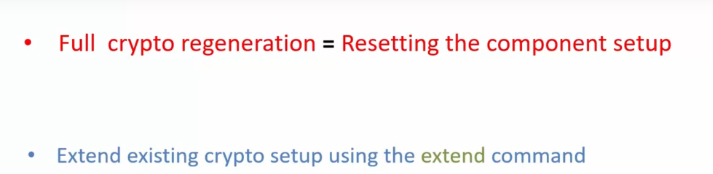 • Full crypto regeneration = Resetting the component setup
• Extend existing crypto setup using the extend command